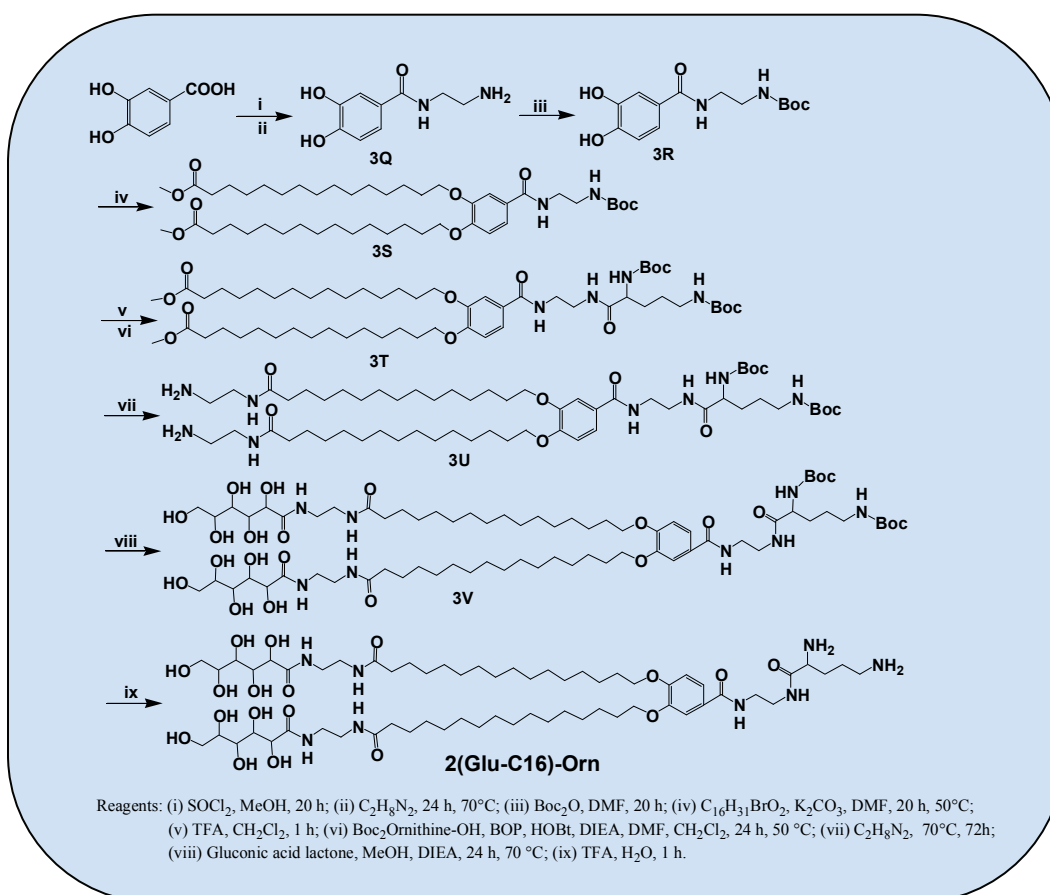 HO
COOH
HO
i
ii
HO
HO
O
N
H
NH2
3Q
iii
HO
HO
O
N
H
H
N
Boc
3R
iv
O
O
O
O
O
O
3S
O
N
H
H
N
Boc
v
vi
O
O
O
O
O
O
3T
O
N
H
H
N
O
HN
Boc
H
N
Boc
vii
H2N
N
H
O
H2N
N
H
O
O
O
3U
O
N
H
H
N
O
HN
Boc
H
N
Boc
viii
HO
OH
OH
OH
OH
OH
O
H
N
N
H
O
HO
OH
OH
OH
OH
OH
O
N
H
H
N
O
O
O
3V
O
N
H
N
H
O
HN
Boc
H
N
Boc
ix
HO
OH
OH
OH
OH
OH
O
H
N
N
H
O
HO
OH
OH
OH
OH
OH
O
N
H
H
N
O
O
O
O
N
H
N
H
O
NH2
NH2
2(Glu-C16)-Orn
Reagents: (i) SOCl2, MeOH, 20 h; (ii) C2H8N2, 24 h, 70°C; (iii) Boc2O, DMF, 20 h; (iv) C16H31BrO2, K2CO3, DMF, 20 h, 50°C;
(v) TFA, CH2Cl2, 1 h; (vi) Boc2Ornithine-OH, BOP, HOBt, DIEA, DMF, CH2Cl2, 24 h, 50 °C; (vii) C2H8N2, 70°C, 72h;
(viii) Gluconic acid lactone, MeOH, DIEA, 24 h, 70 °C; (ix) TFA, H2O, 1 h.